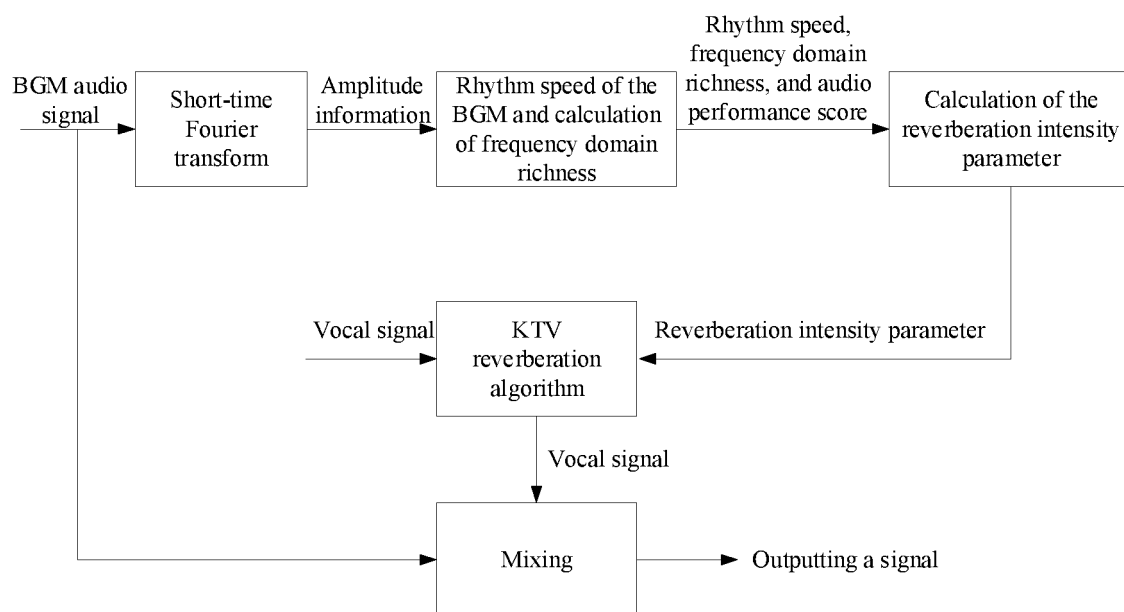 BGM audio
signal
Short-time
Fourier
transform
Amplitude
information
Rhythm speed of the
BGM and calculation
of frequency domain
richness
Rhythm speed,
frequency domain
richness, and audio
performance score
Calculation of the
reverberation intensity
parameter
Vocal signal
KTV
reverberation
algorithm
Reverberation intensity parameter
Vocal signal
Mixing
Outputting a signal